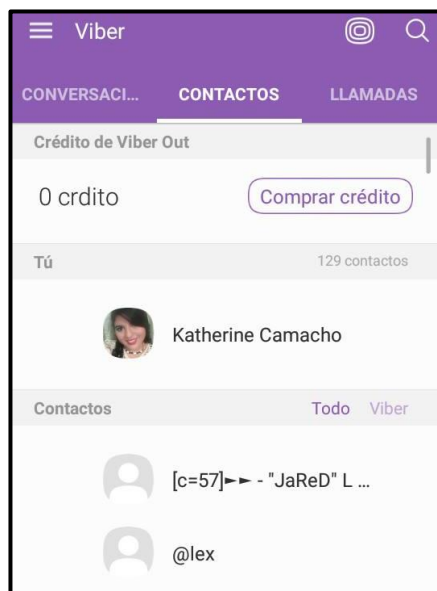 Viber
CONVERSACI... CONTACTOS LLAMADAS
Crédito de Viber Out
0 crdito Comprar crédito
Tú 129 contactos
Katherine Camacho
Contactos Todo Viber
[c=57]►► - "JaReD" L ...
@lex